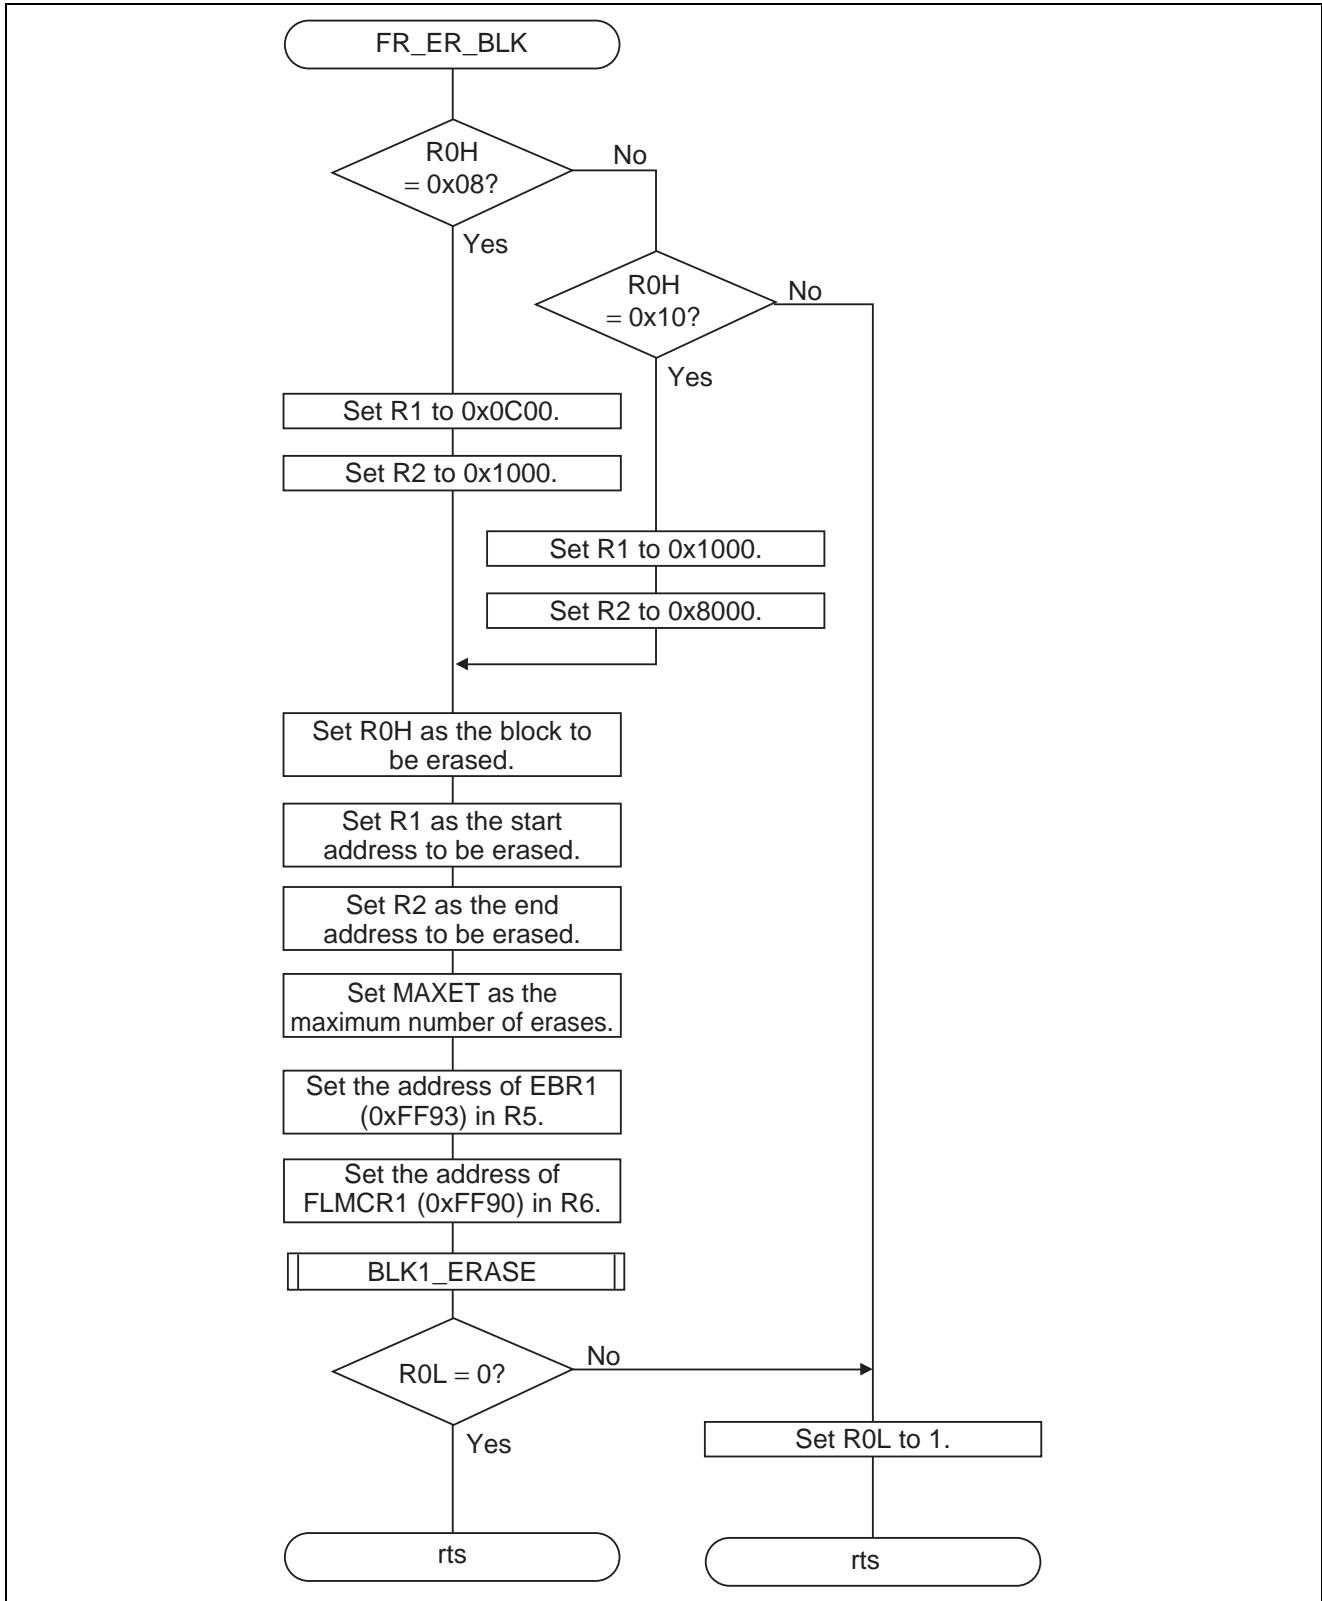 FR_ER_BLK
R0H
= 0x08?
No
Yes
R0H
= 0x10?
No
Yes
Set R1 to 0x0C00.
Set R2 to 0x1000.
Set R1 to 0x1000.
Set R2 to 0x8000.
Set R0H as the block to
be erased.
Set R1 as the start
address to be erased.
Set R2 as the end
address to be erased.
Set MAXET as the
maximum number of erases.
Set the address of EBR1
(0xFF93) in R5.
Set the address of
FLMCR1 (0xFF90) in R6.
BLK1_ERASE
R0L = 0?
No
Yes
Set R0L to 1.
rts
rts